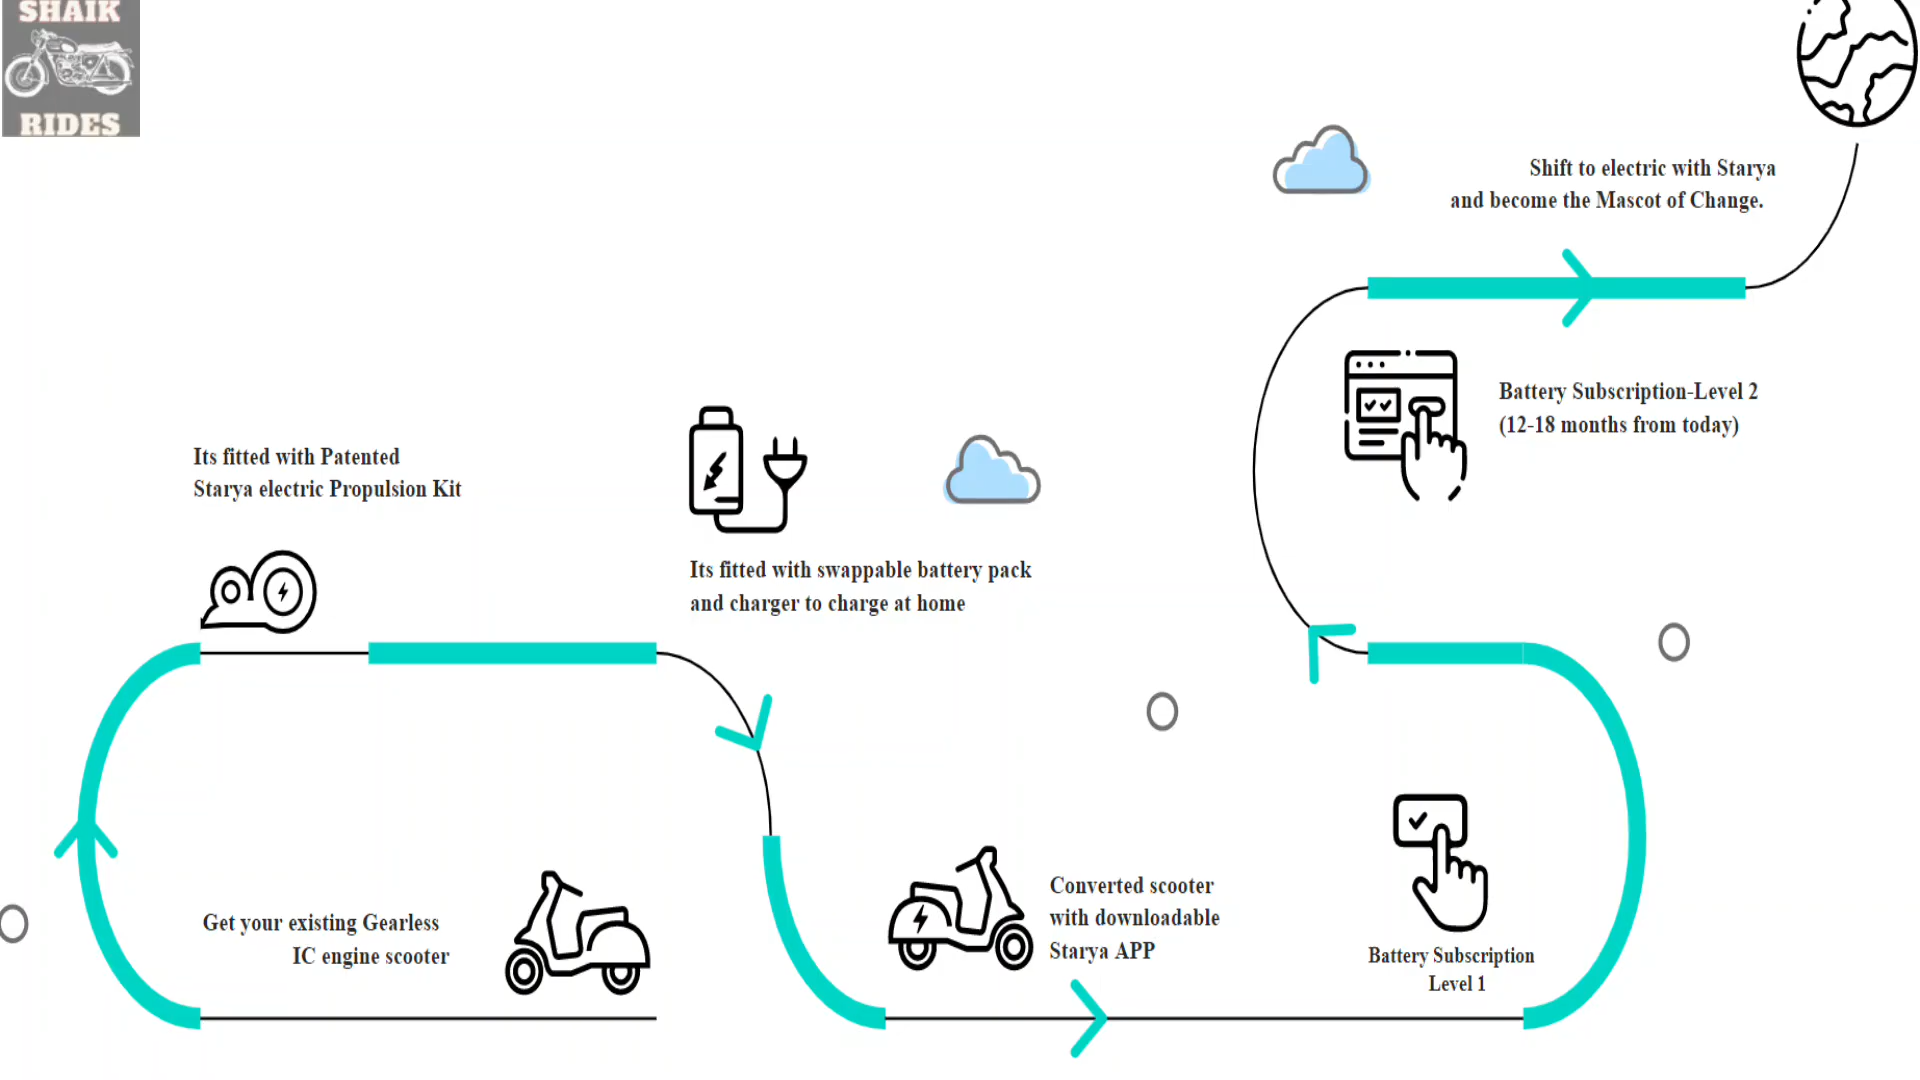 SHAIK
RIDES
Shift to electric with Starya
and become the Mascot of Change.
Battery Subscription-Level 2
(12-18 months from today)
Its fitted with Patented
Starya electric Propulsion Kit
Its fitted with swappable battery pack
and charger to charge at home
Get your existing Gearless
IC engine scooter
Converted scooter
with downloadable
Starya APP
Battery Subscription
Level 1